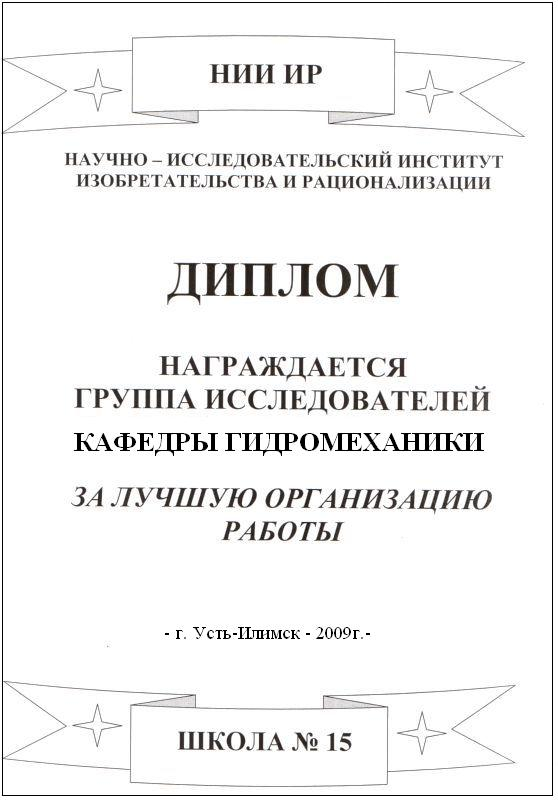 НИИ ИР
НАУЧНО – ИССЛЕДОВАТЕЛЬСКИЙ ИНСТИТУТ
ИЗОБРЕТАТЕЛЬСТВА И РАЦИОНАЛИЗАЦИИ
ДИПЛОМ
НАГРАЖДАЕТСЯ
ГРУППА ИССЛЕДОВАТЕЛЕЙ
КАФЕДРЫ ГИДРОМЕХАНИКИ
ЗА ЛУЧШУЮ ОРГАНИЗАЦИЮ
РАБОТЫ
- г. Усть-Илимск - 2009г.-
ШКОЛА № 15